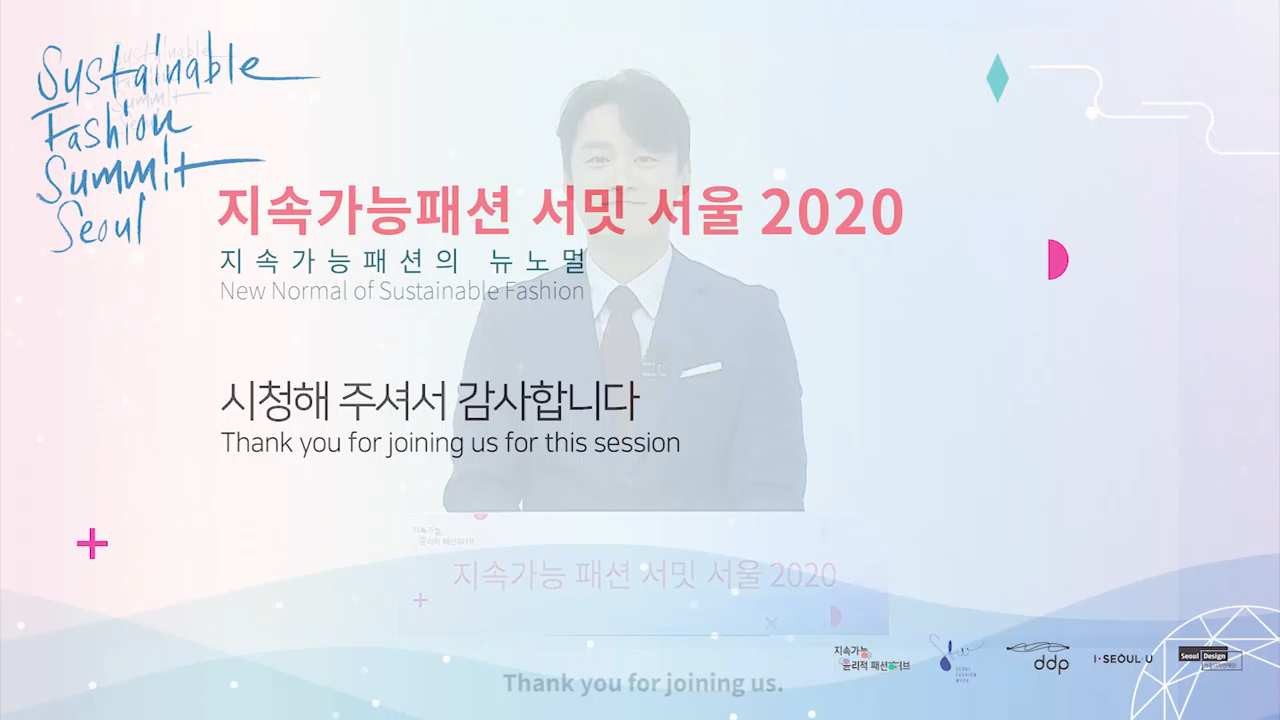 Sustainable
Fashion
Summit
Seoul
지속가능패션 서밋 서울 2020
지속가능패션의 뉴노멀
New Normal of Sustainable Fashion
시청해 주셔서 감사합니다
Thank you for joining us for this session
지속가능 패션 서밋 서울 2020
Thank you for joining us.
지속가능
윤리적 패션허브
SEOUL
FASHION
WEEK
ddp
I·SEOUL·U
Seoul Design